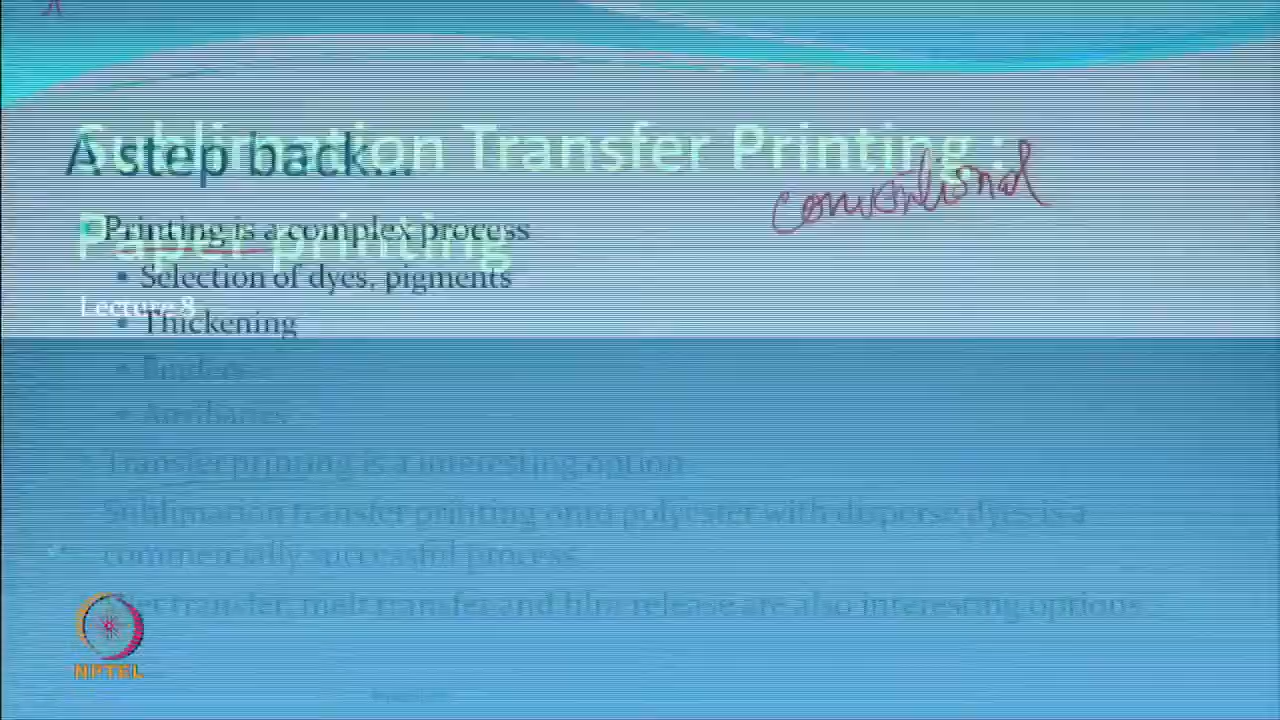 Sublimation Transfer Printing :
Paper printing
Lecture 8
A step back...
conventional
Printing is a complex process
• Selection of dyes, pigments
• Thickening
• Binders
• Auxiliaries
Transfer printing is a interesting option
Sublimation transfer printing onto polyester with disperse dyes is a
commercially successful process
transfer, melt transfer and film release are also interesting options
NPTEL